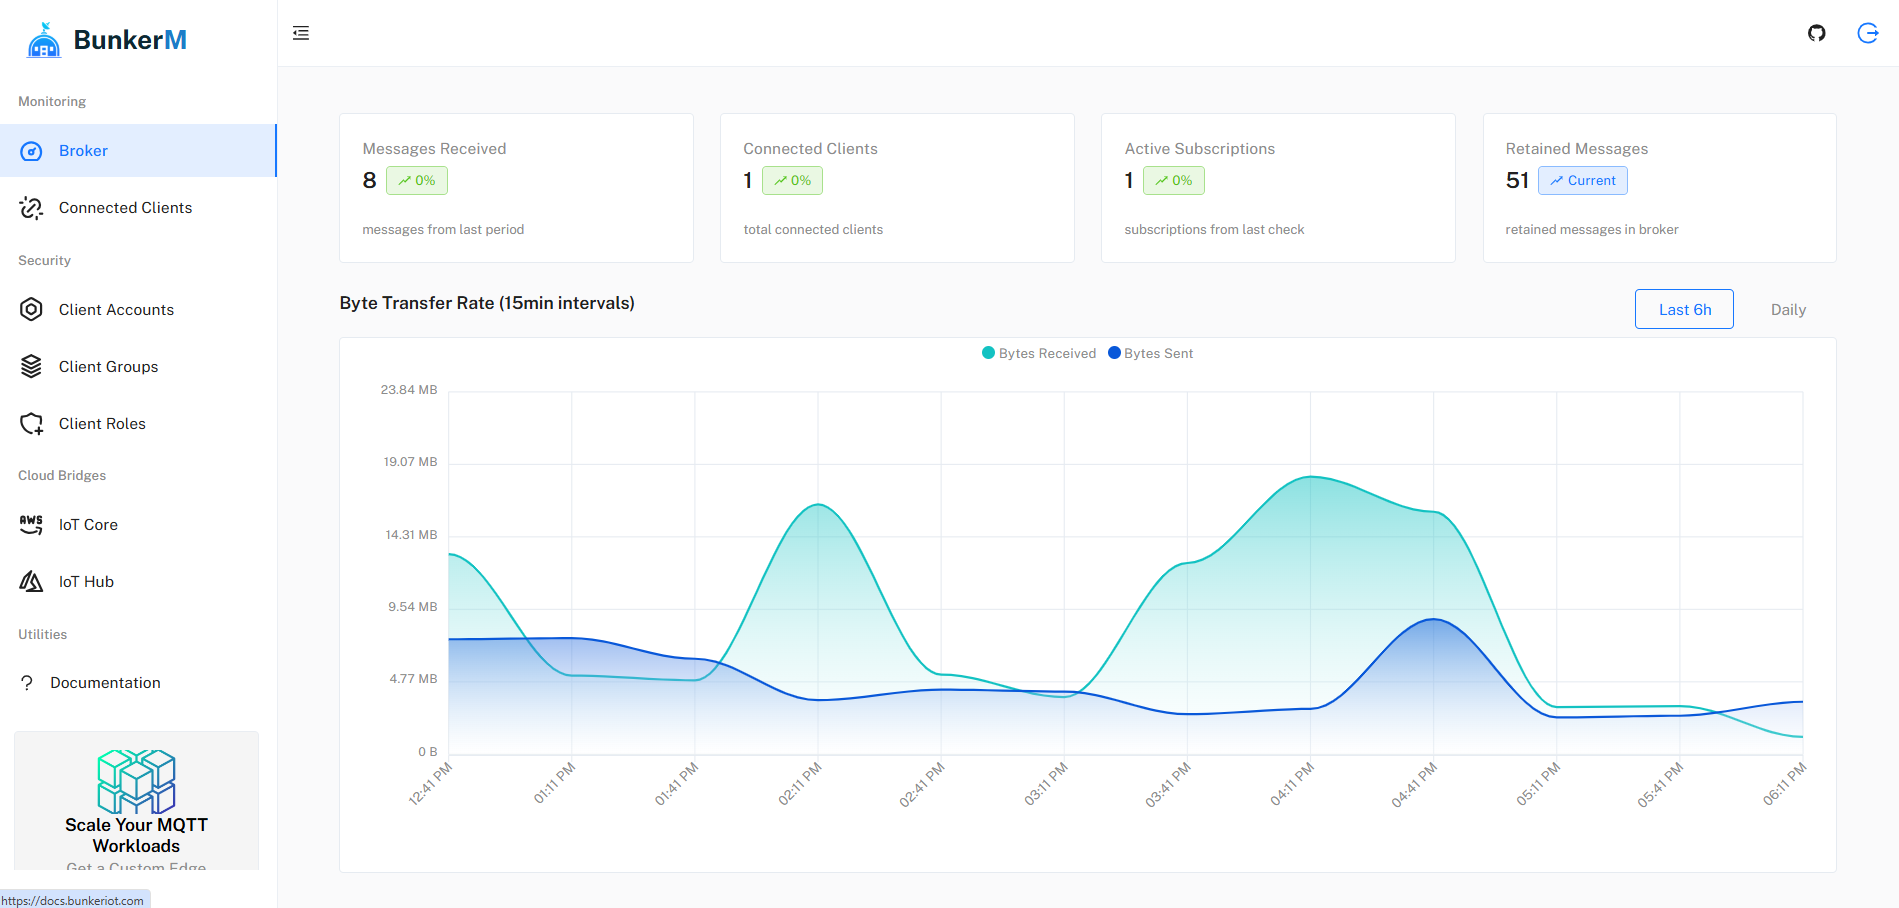 BunkerM
Monitoring
Broker
Connected Clients
Security
Client Accounts
Client Groups
Client Roles
Cloud Bridges
AWS
IoT Core
IoT Hub
Utilities
? Documentation
Scale Your MQTT
Workloads
Get a Custom Edge
https://docs.bunkeriot.com
Messages Received
8 0%
messages from last period
Connected Clients
1 0%
total connected clients
Active Subscriptions
1 0%
subscriptions from last check
Retained Messages
51 Current
retained messages in broker
Byte Transfer Rate (15min intervals)
Last 6h Daily
Bytes Received Bytes Sent
23.84 MB
19.07 MB
14.31 MB
9.54 MB
4.77 MB
0 B
12:41 PM
01:11 PM
01:41 PM
02:11 PM
02:41 PM
03:11 PM
03:41 PM
04:11 PM
04:41 PM
05:11 PM
05:41 PM
06:11 PM